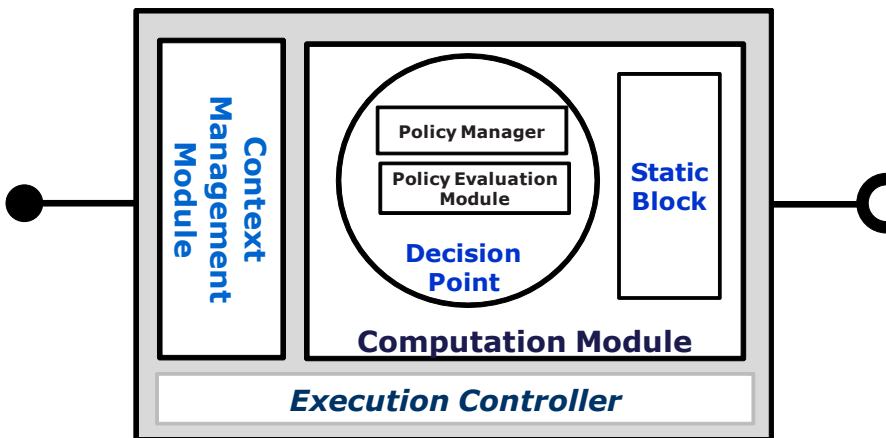 Context
Management
Module
Policy Manager
Policy Evaluation
Module
Decision
Point
Static
Block
Computation Module
Execution Controller